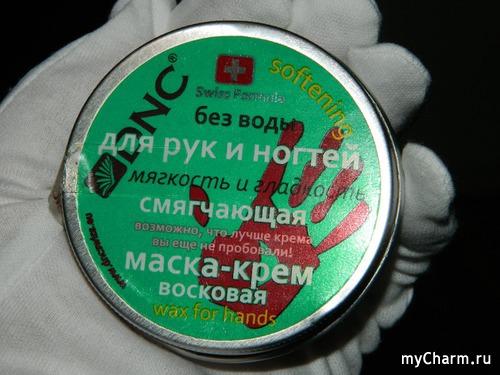 DNC®
Swiss Formula
softening
без воды
для рук и ногтей
мягкость и гладкость
смягчающая
возможно, что лучше крема
вы еще не пробовали!
маска-крем
восковая
wax for hands
myCharm.ru